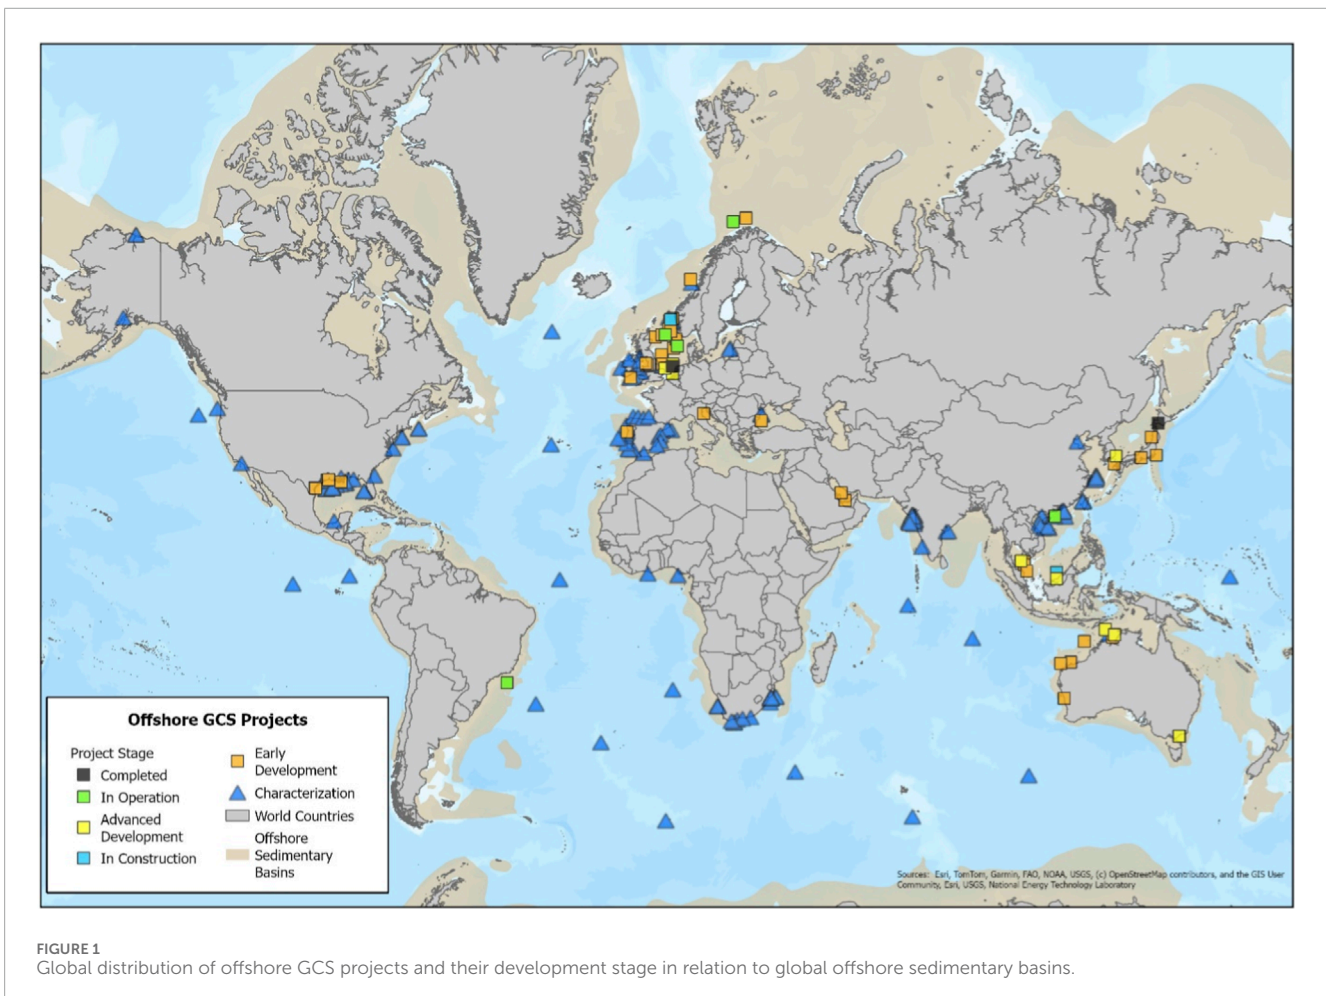 Offshore GCS Projects
Project Stage
Completed
In Operation
Advanced
Development
In Construction
Early
Development
Characterization
World Countries
Offshore
Sedimentary
Basins
Sources: Esri, TomTom, Garmin, FAO, NOAA, USGS, (c) OpenStreetMap contributors, and the GIS User
Community, Esri, USGS, National Energy Technology Laboratory
FIGURE 1
Global distribution of offshore GCS projects and their development stage in relation to global offshore sedimentary basins.